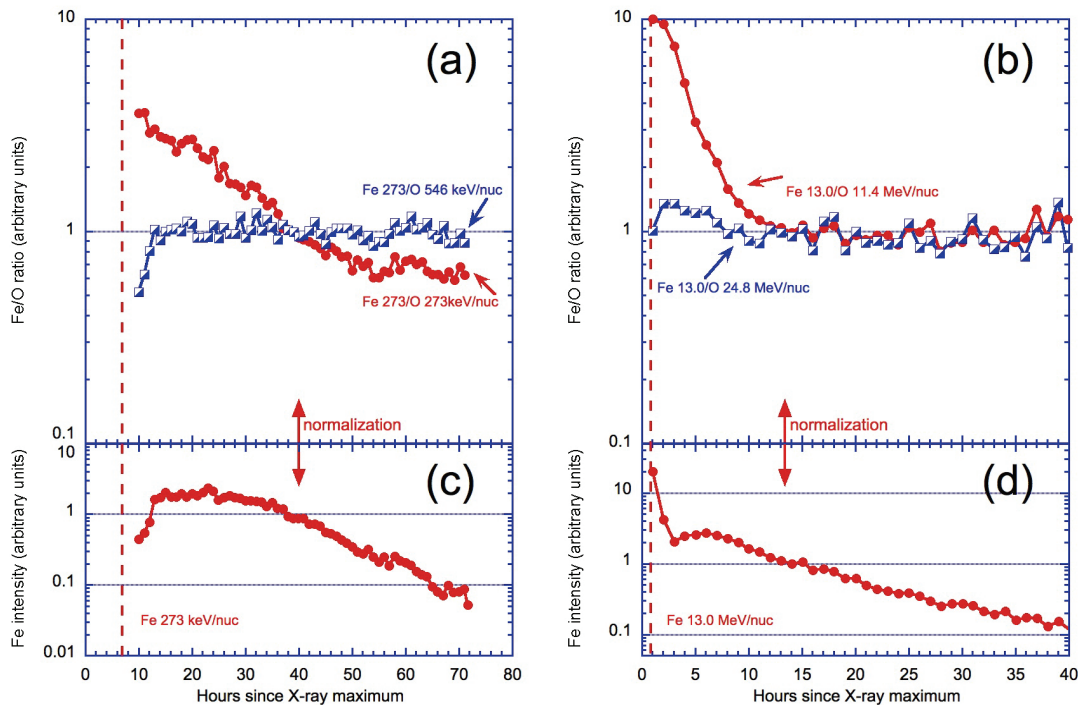 10
(a)
10
(b)
Fe/O ratio (arbitrary units)
Fe/O ratio (arbitrary units)
Fe 273/O 546 keV/nuc
Fe 13.0/O 11.4 MeV/nuc
1
1
Fe 273/O 273keV/nuc
Fe 13.0/O 24.8 MeV/nuc
normalization
normalization
0.1
0.1
10
(c)
(d)
10
1
1
0.1
0.1
0.01
Fe intensity (arbitrary units)
Fe intensity (arbitrary units)
Fe 273 keV/nuc
Fe 13.0 MeV/nuc
0 10 20 30 40 50 60 70 80
0 5 10 15 20 25 30 35 40
Hours since X-ray maximum
Hours since X-ray maximum